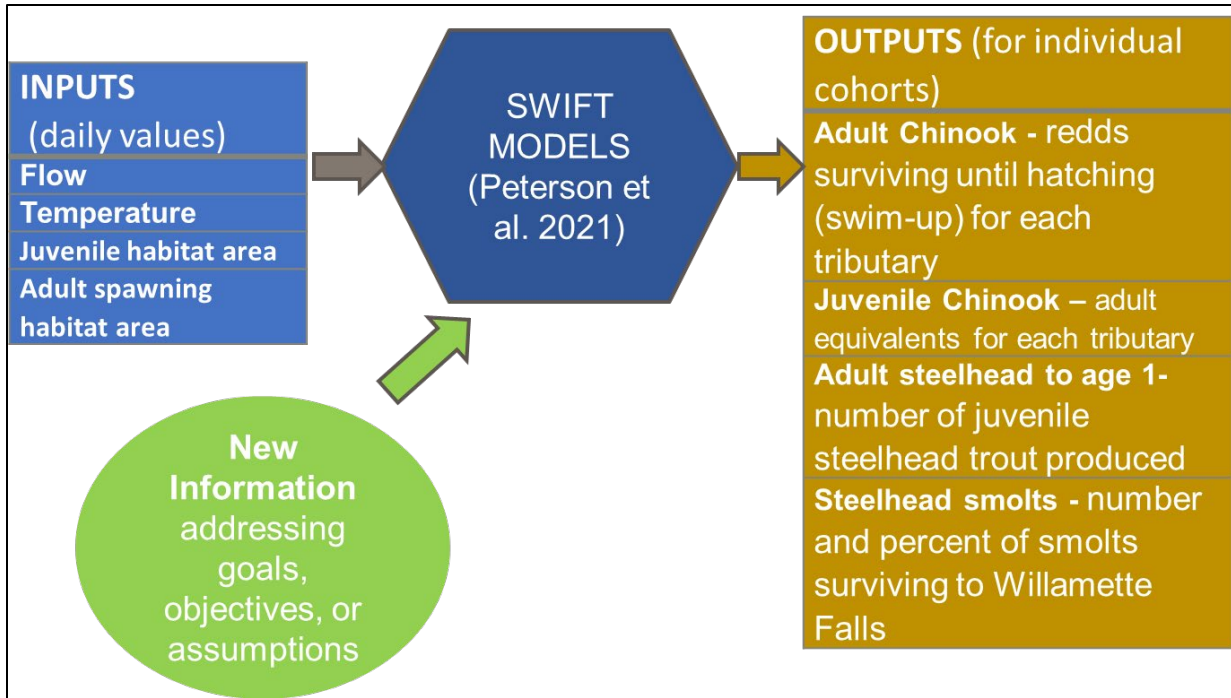 INPUTS
(daily values)
Flow
Temperature
Juvenile habitat area
Adult spawning
habitat area
SWIFT
MODELS
(Peterson et
al. 2021)
New
Information
addressing
goals,
objectives, or
assumptions
OUTPUTS (for individual
cohorts)
Adult Chinook - redds
surviving until hatching
(swim-up) for each
tributary
Juvenile Chinook – adult
equivalents for each tributary
Adult steelhead to age 1-
number of juvenile
steelhead trout produced
Steelhead smolts - number
and percent of smolts
surviving to Willamette
Falls